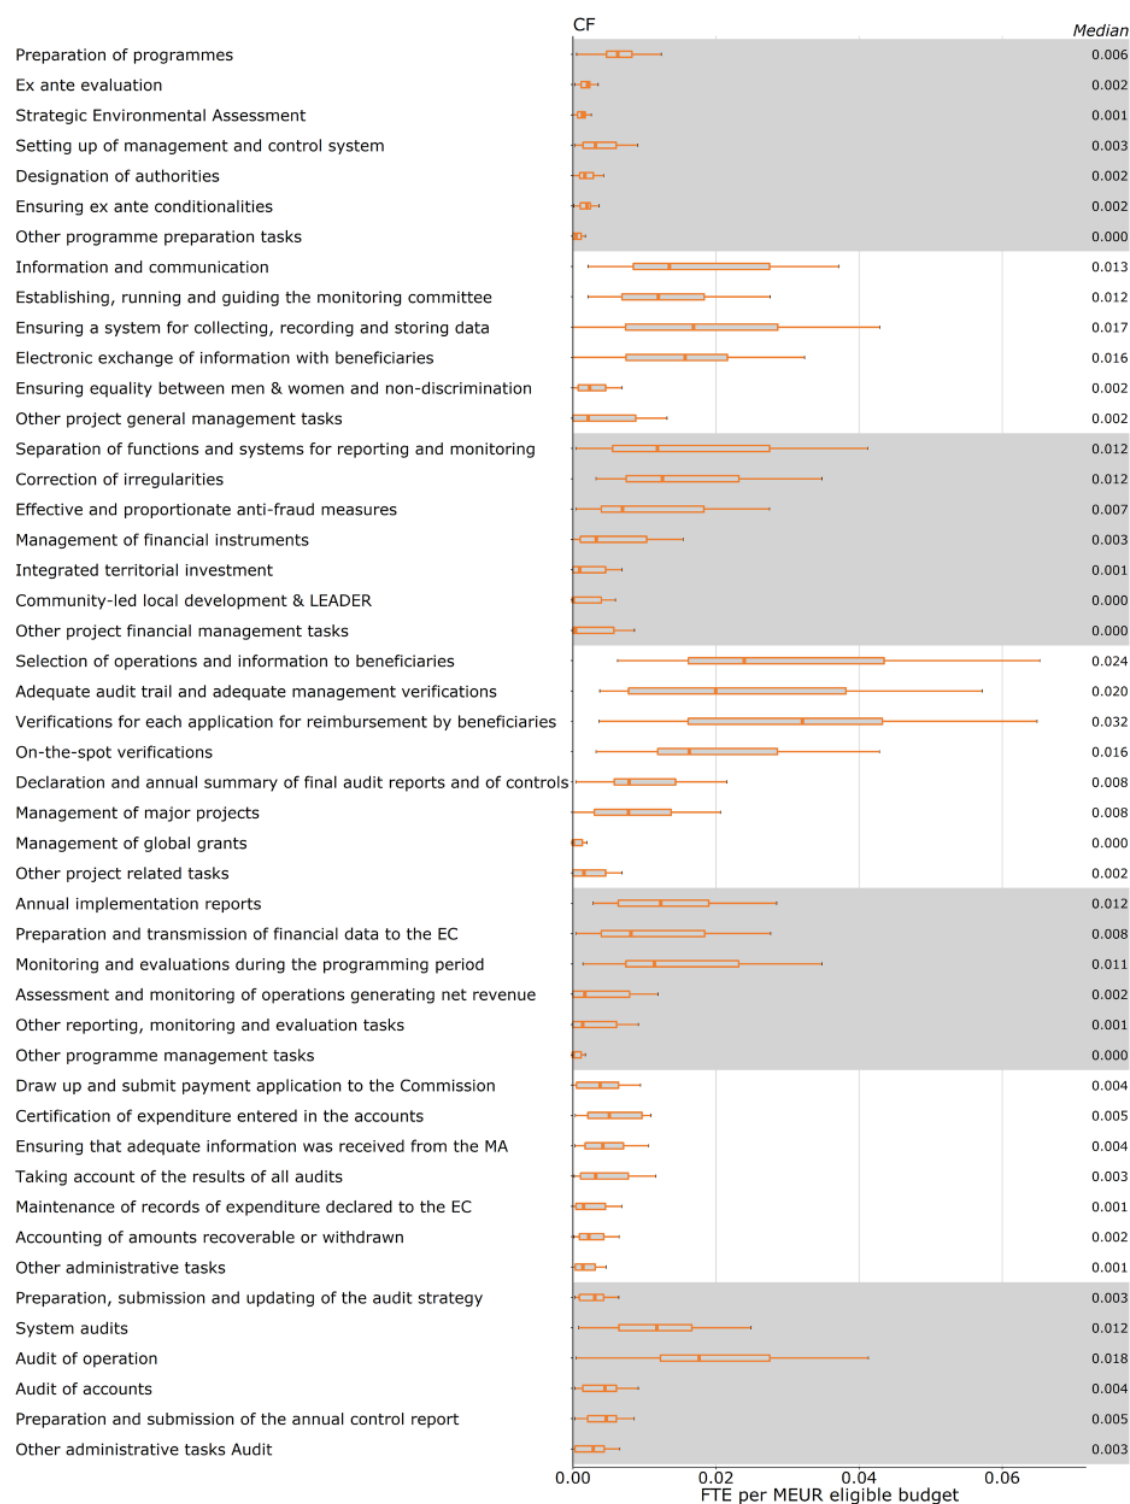 CF
Median
Preparation of programmes 0.006
Ex ante evaluation 0.002
Strategic Environmental Assessment 0.001
Setting up of management and control system 0.003
Designation of authorities 0.002
Ensuring ex ante conditionalities 0.002
Other programme preparation tasks 0.000
Information and communication 0.013
Establishing, running and guiding the monitoring committee 0.012
Ensuring a system for collecting, recording and storing data 0.017
Electronic exchange of information with beneficiaries 0.016
Ensuring equality between men & women and non-discrimination 0.002
Other project general management tasks 0.002
Separation of functions and systems for reporting and monitoring 0.012
Correction of irregularities 0.012
Effective and proportionate anti-fraud measures 0.007
Management of financial instruments 0.003
Integrated territorial investment 0.001
Community-led local development & LEADER 0.000
Other project financial management tasks 0.000
Selection of operations and information to beneficiaries 0.024
Adequate audit trail and adequate management verifications 0.020
Verifications for each application for reimbursement by beneficiaries 0.032
On-the-spot verifications 0.016
Declaration and annual summary of final audit reports and of controls 0.008
Management of major projects 0.008
Management of global grants 0.000
Other project related tasks 0.002
Annual implementation reports 0.012
Preparation and transmission of financial data to the EC 0.008
Monitoring and evaluations during the programming period 0.011
Assessment and monitoring of operations generating net revenue 0.002
Other reporting, monitoring and evaluation tasks 0.001
Other programme management tasks 0.000
Draw up and submit payment application to the Commission 0.004
Certification of expenditure entered in the accounts 0.005
Ensuring that adequate information was received from the MA 0.004
Taking account of the results of all audits 0.003
Maintenance of records of expenditure declared to the EC 0.001
Accounting of amounts recoverable or withdrawn 0.002
Other administrative tasks 0.001
Preparation, submission and updating of the audit strategy 0.003
System audits 0.012
Audit of operation 0.018
Audit of accounts 0.004
Preparation and submission of the annual control report 0.005
Other administrative tasks Audit 0.003
0.00 0.02 0.04 0.06
FTE per MEUR eligible budget